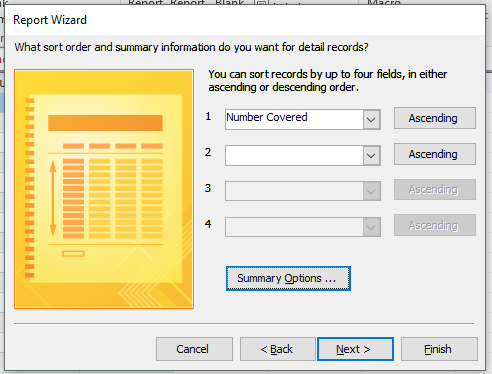 Report Report Blank Macro
Report Wizard
What sort order and summary information do you want for detail records?
You can sort records by up to four fields, in either
ascending or descending order.
1 Number Covered Ascending
2 Ascending
3 Ascending
4 Ascending
Summary Options ...
Cancel < Back Next > Finish